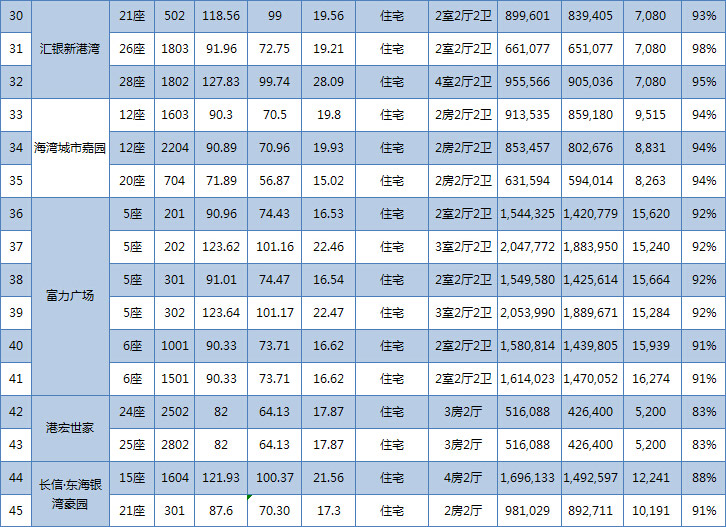 30 汇银新港湾 21座 502 118.56 99 19.56 住宅 2室2厅2卫 899,601 839,405 7,080 93%
31 26座 1803 91.96 72.75 19.21 住宅 2室2厅2卫 661,077 651,077 7,080 98%
32 28座 1802 127.83 99.74 28.09 住宅 4室2厅2卫 955,566 905,036 7,080 95%
33 海湾城市嘉园 12座 1603 90.3 70.5 19.8 住宅 2房2厅2卫 913,535 859,180 9,515 94%
34 12座 2204 90.89 70.96 19.93 住宅 2房2厅2卫 853,457 802,676 8,831 94%
35 20座 704 71.89 56.87 15.02 住宅 2房2厅2卫 631,594 594,014 8,263 94%
36 富力广场 5座 201 90.96 74.43 16.53 住宅 2室2厅2卫 1,544,325 1,420,779 15,620 92%
37 5座 202 123.62 101.16 22.46 住宅 3室2厅2卫 2,047,772 1,883,950 15,240 92%
38 5座 301 91.01 74.47 16.54 住宅 2室2厅2卫 1,549,580 1,425,614 15,664 92%
39 5座 302 123.64 101.17 22.47 住宅 3室2厅2卫 2,053,990 1,889,671 15,284 92%
40 6座 1001 90.33 73.71 16.62 住宅 2室2厅2卫 1,580,814 1,439,805 15,939 91%
41 6座 1501 90.33 73.71 16.62 住宅 2室2厅2卫 1,614,023 1,470,052 16,274 91%
42 港宏世家 24座 2502 82 64.13 17.87 住宅 3房2厅 516,088 426,400 5,200 83%
43 25座 2802 82 64.13 17.87 住宅 3房2厅 516,088 426,400 5,200 83%
44 长信·东海银湾豪园 15座 1604 121.93 100.37 21.56 住宅 4房2厅 1,696,133 1,492,597 12,241 88%
45 21座 301 87.6 70.30 17.3 住宅 2房2厅 981,029 892,711 10,191 91%